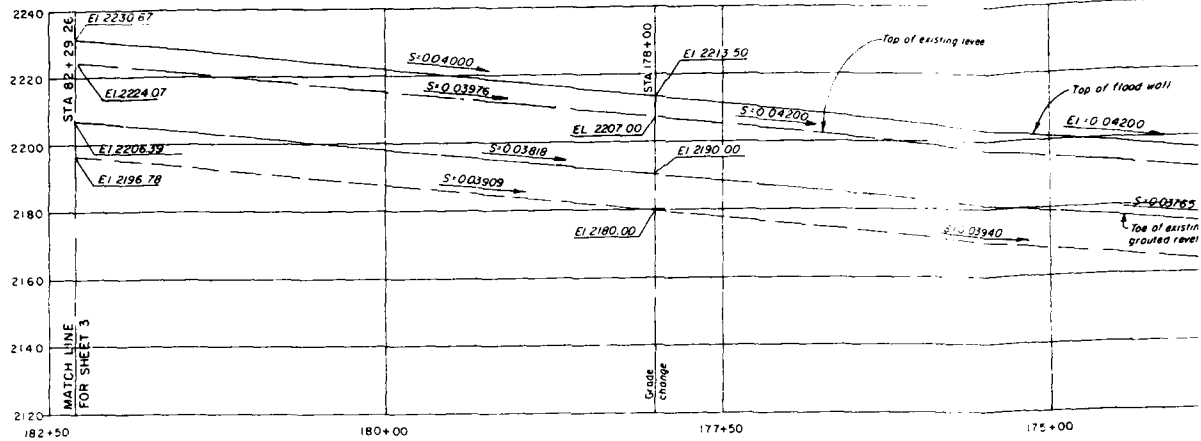 2240
2220
2200
2180
2160
2140
2120
STA 82+29.26
El. 2230.67
El. 2224.07
El. 2206.39
El. 2196.78
MATCH LINE
FOR SHEET 3
S=0.04000
S=0.03976
S=0.03818
S=0.03909
STA 178+00
El. 2213.50
EL. 2207.00
El. 2190.00
El. 2180.00
Grade
change
Top of existing levee
S=0.04200
Top of flood wall
El=0.04200
S=0.03940
S=0.03765
Toe of existin
grouted revet
182+50
180+00
177+50
175+00